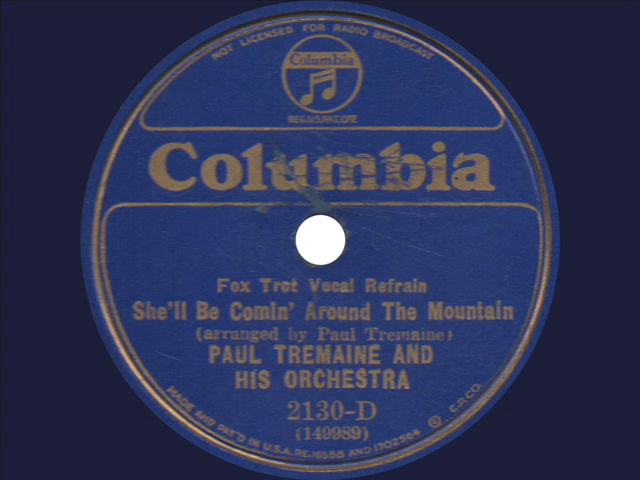 NOT LICENSED FOR RADIO BROADCAST
Columbia
REG.U.S.PAT.OFF.
Columbia
Fox Trot Vocal Refrain
She'll Be Comin' Around The Mountain
(arranged by Paul Tremaine)
PAUL TREMAINE AND
HIS ORCHESTRA
2130-D
(149989)
MADE AND PAT'D IN U.S.A. RE. 16588 AND 1702564 © C.P.CO.